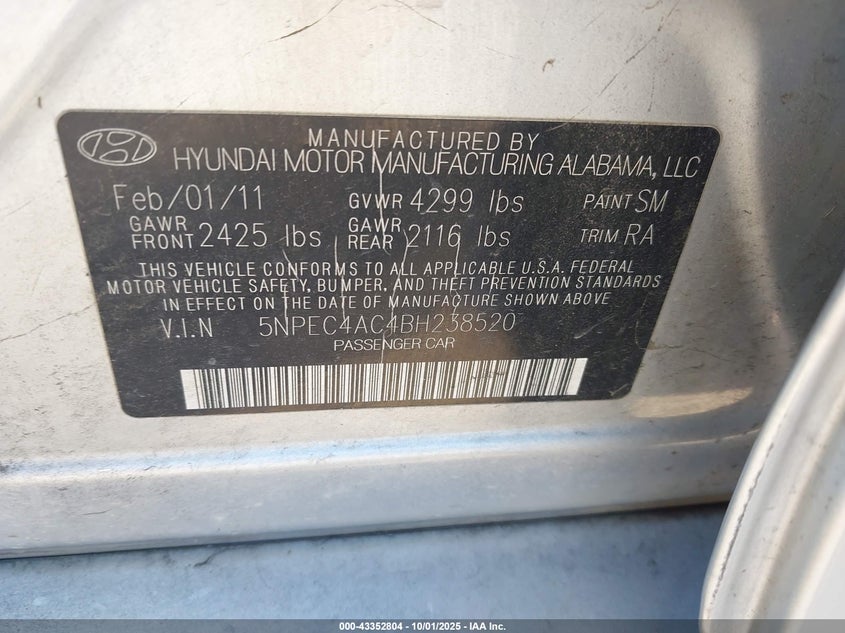 MANUFACTURED BY
HYUNDAI MOTOR MANUFACTURING ALABAMA, LLC
Feb/01/11 GVWR 4299 lbs PAINT SM
GAWR FRONT 2425 lbs GAWR REAR 2116 lbs TRIM RA
THIS VEHICLE CONFORMS TO ALL APPLICABLE U.S.A. FEDERAL
MOTOR VEHICLE SAFETY, BUMPER, AND THEFT PREVENTION STANDARDS
IN EFFECT ON THE DATE OF MANUFACTURE SHOWN ABOVE
V.I.N 5NPEC4AC4BH238520
PASSENGER CAR
000-43352804 - 10/01/2025 - IAA Inc.